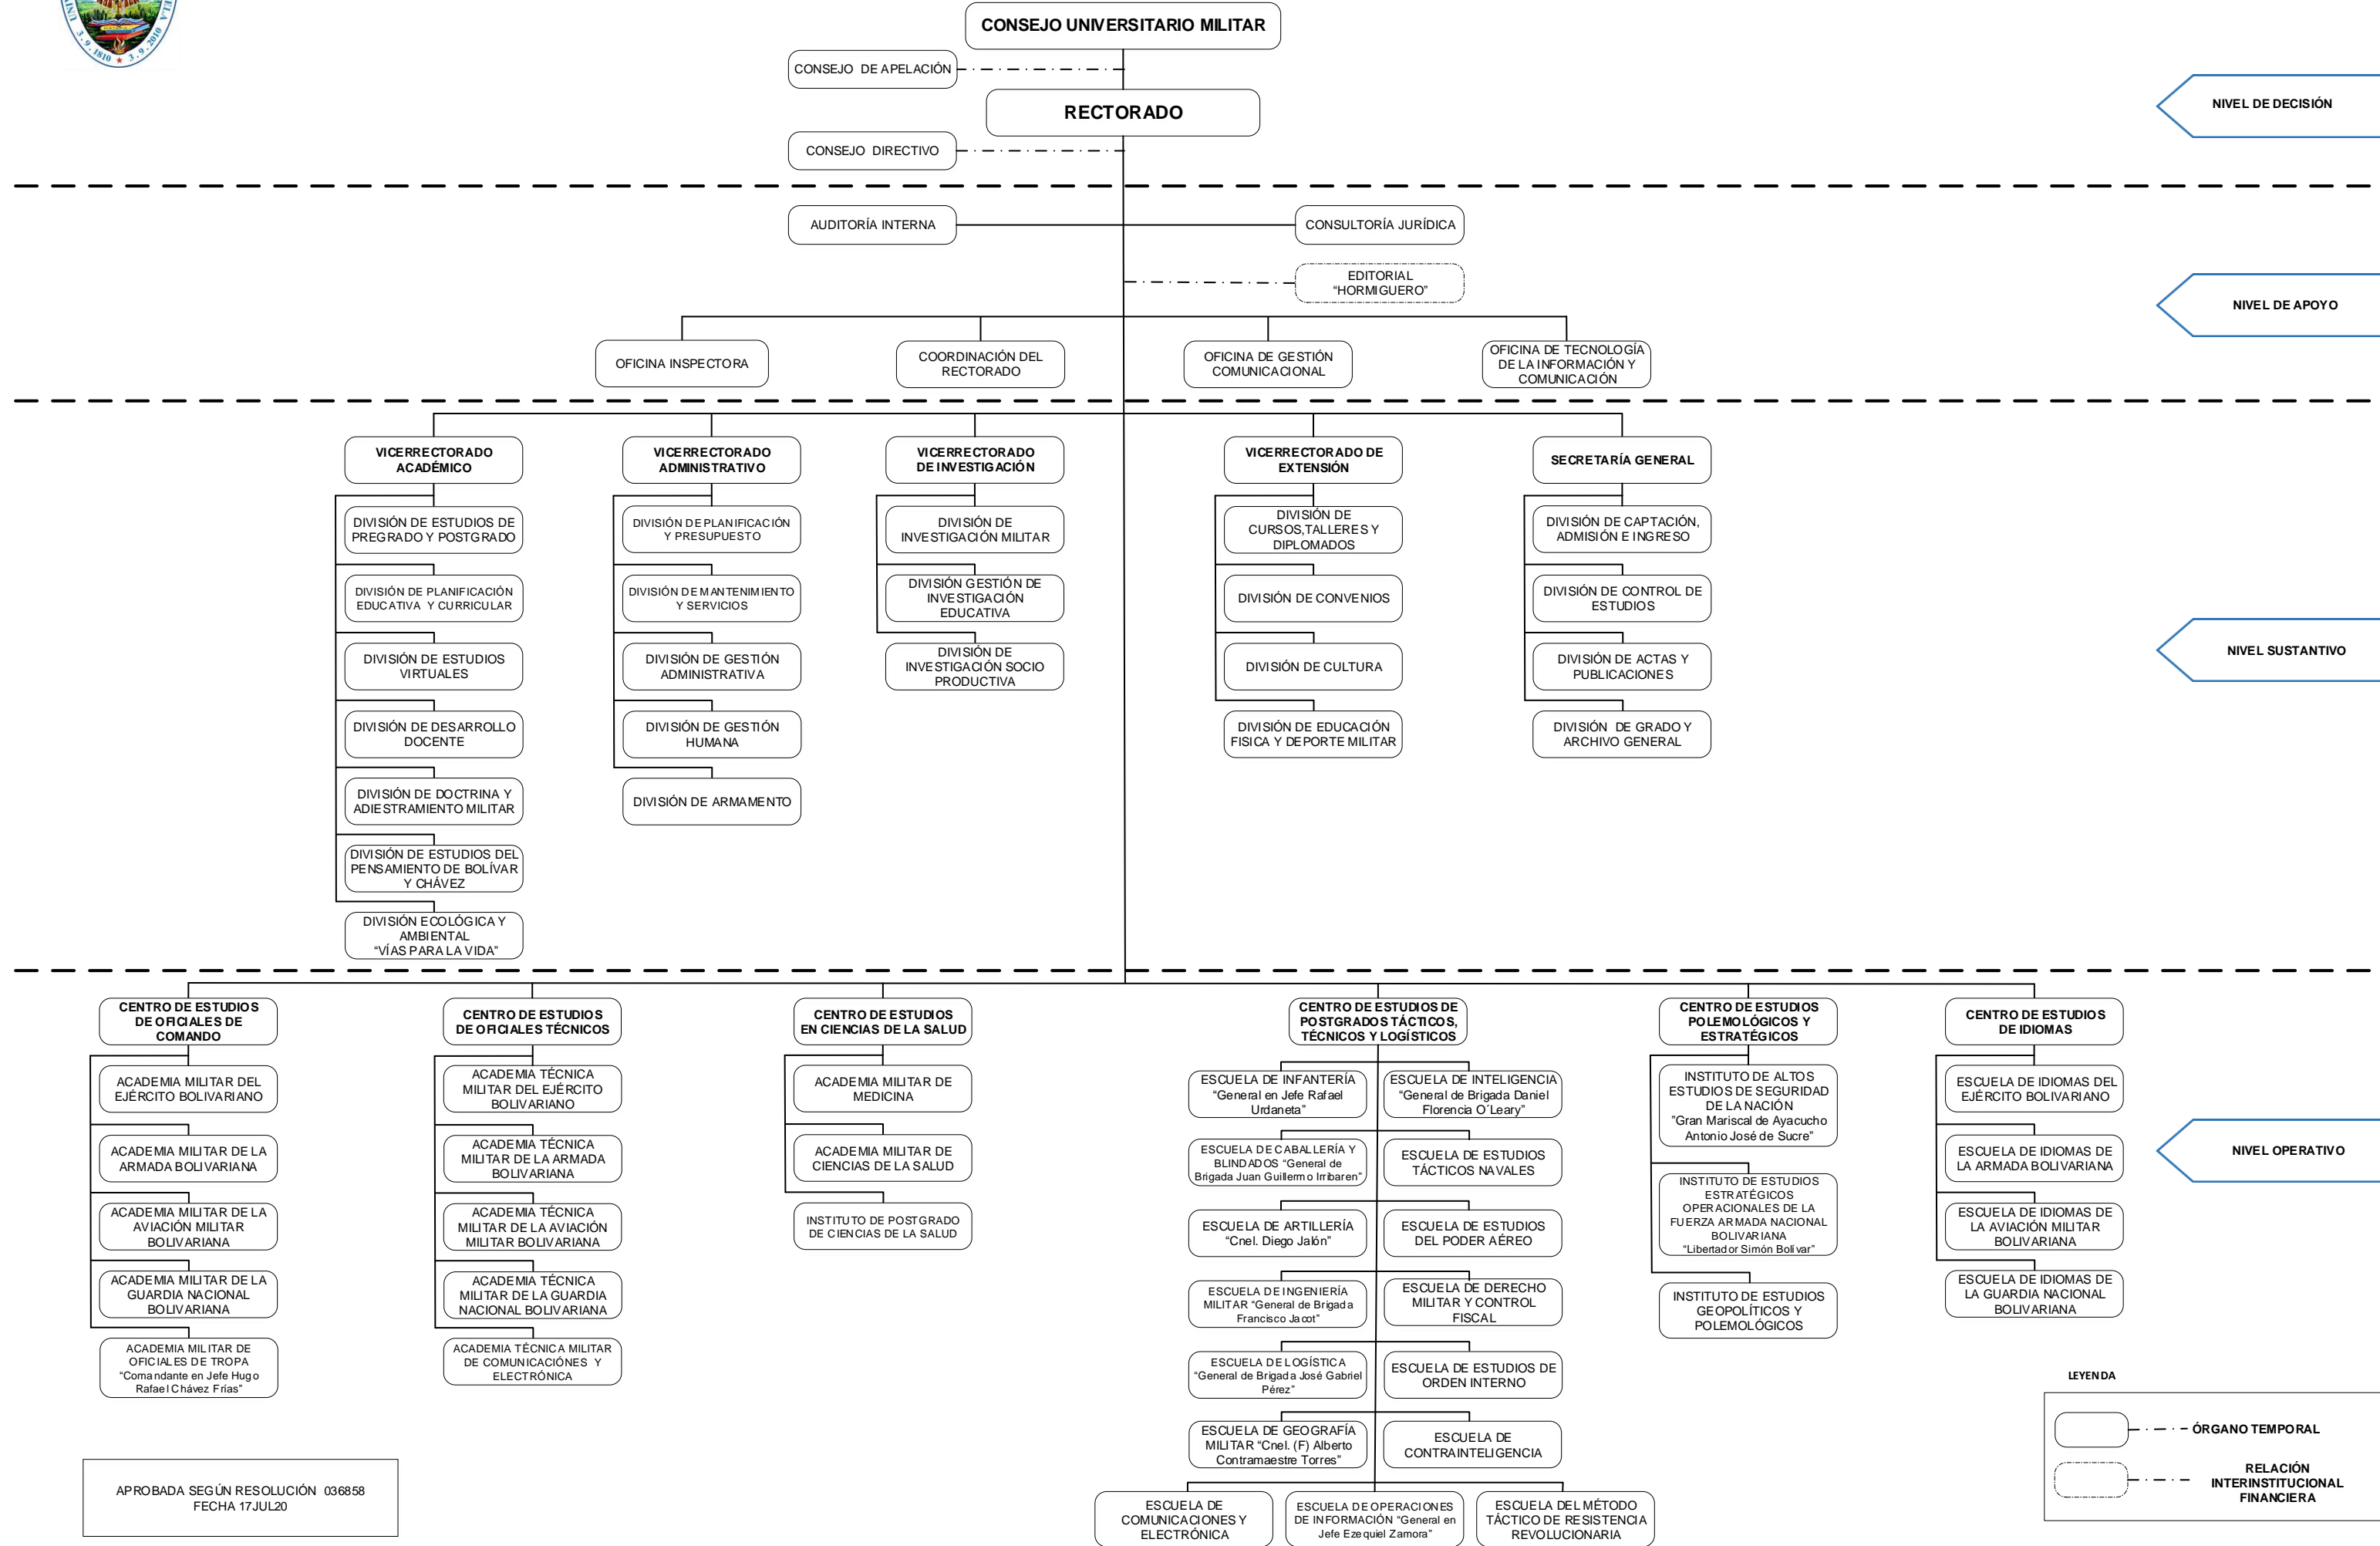 UNIV
ELA
3 . 9 . 1810 ★ 3 . 9 . 2010
CONSEJO UNIVERSITARIO MILITAR
CONSEJO DE APELACIÓN
RECTORADO
NIVEL DE DECISIÓN
CONSEJO DIRECTIVO
AUDITORÍA INTERNA
CONSULTORÍA JURÍDICA
EDITORIAL
“HORMIGUERO”
NIVEL DE APOYO
OFICINA INSPECTORA
COORDINACIÓN DEL
RECTORADO
OFICINA DE GESTIÓN
COMUNICACIONAL
OFICINA DE TECNOLOGÍA
DE LA INFORMACIÓN Y
COMUNICACIÓN
VICERRECTORADO
ACADÉMICO
VICERRECTORADO
ADMINISTRATIVO
VICERRECTORADO
DE INVESTIGACIÓN
VICERRECTORADO DE
EXTENSIÓN
SECRETARÍA GENERAL
DIVISIÓN DE ESTUDIOS DE
PREGRADO Y POSTGRADO
DIVISIÓN DE PLANIFICACIÓN
EDUCATIVA Y CURRICULAR
DIVISIÓN DE ESTUDIOS
VIRTUALES
DIVISIÓN DE DESARROLLO
DOCENTE
DIVISIÓN DE DOCTRINA Y
ADIESTRAMIENTO MILITAR
DIVISIÓN DE ESTUDIOS DEL
PENSAMIENTO DE BOLÍVAR
Y CHÁVEZ
DIVISIÓN ECOLÓGICA Y
AMBIENTAL
“VÍAS PARA LA VIDA”
DIVISIÓN DE PLANIFICACIÓN
Y PRESUPUESTO
DIVISIÓN DE MANTENIMIENTO
Y SERVICIOS
DIVISIÓN DE GESTIÓN
ADMINISTRATIVA
DIVISIÓN DE GESTIÓN
HUMANA
DIVISIÓN DE ARMAMENTO
DIVISIÓN DE
INVESTIGACIÓN MILITAR
DIVISIÓN GESTIÓN DE
INVESTIGACIÓN
EDUCATIVA
DIVISIÓN DE
INVESTIGACIÓN SOCIO
PRODUCTIVA
DIVISIÓN DE
CURSOS,TALLERES Y
DIPLOMADOS
DIVISIÓN DE CONVENIOS
DIVISIÓN DE CULTURA
DIVISIÓN DE EDUCACIÓN
FISICA Y DEPORTE MILITAR
DIVISIÓN DE CAPTACIÓN,
ADMISIÓN E INGRESO
DIVISIÓN DE CONTROL DE
ESTUDIOS
DIVISIÓN DE ACTAS Y
PUBLICACIONES
DIVISIÓN DE GRADO Y
ARCHIVO GENERAL
NIVEL SUSTANTIVO
CENTRO DE ESTUDIOS
DE OFICIALES DE
COMANDO
ACADEMIA MILITAR DEL
EJÉRCITO BOLIVARIANO
ACADEMIA MILITAR DE LA
ARMADA BOLIVARIANA
ACADEMIA MILITAR DE LA
AVIACIÓN MILITAR
BOLIVARIANA
ACADEMIA MILITAR DE LA
GUARDIA NACIONAL
BOLIVARIANA
ACADEMIA MILITAR DE
OFICIALES DE TROPA
“Comandante en Jefe Hugo
Rafael Chávez Frías”
CENTRO DE ESTUDIOS
DE OFICIALES TÉCNICOS
ACADEMIA TÉCNICA
MILITAR DEL EJÉRCITO
BOLIVARIANO
ACADEMIA TÉCNICA
MILITAR DE LA ARMADA
BOLIVARIANA
ACADEMIA TÉCNICA
MILITAR DE LA AVIACIÓN
MILITAR BOLIVARIANA
ACADEMIA TÉCNICA
MILITAR DE LA GUARDIA
NACIONAL BOLIVARIANA
ACADEMIA TÉCNICA MILITAR
DE COMUNICACIÓNES Y
ELECTRÓNICA
CENTRO DE ESTUDIOS
EN CIENCIAS DE LA SALUD
ACADEMIA MILITAR DE
MEDICINA
ACADEMIA MILITAR DE
CIENCIAS DE LA SALUD
INSTITUTO DE POSTGRADO
DE CIENCIAS DE LA SALUD
CENTRO DE ESTUDIOS DE
POSTGRADOS TÁCTICOS,
TÉCNICOS Y LOGÍSTICOS
ESCUELA DE INFANTERÍA
“General en Jefe Rafael
Urdaneta”
ESCUELA DE INTELIGENCIA
“General de Brigada Daniel
Florencia O´Leary”
ESCUELA DE CABALLERÍA Y
BLINDADOS “General de
Brigada Juan Guillermo Irribaren”
ESCUELA DE ESTUDIOS
TÁCTICOS NAVALES
ESCUELA DE ARTILLERÍA
“Cnel. Diego Jalón”
ESCUELA DE ESTUDIOS
DEL PODER AÉREO
ESCUELA DE INGENIERÍA
MILITAR “General de Brigada
Francisco Jacot”
ESCUELA DE DERECHO
MILITAR Y CONTROL
FISCAL
ESCUELA DE LOGÍSTICA
“General de Brigada José Gabriel
Pérez”
ESCUELA DE ESTUDIOS DE
ORDEN INTERNO
ESCUELA DE GEOGRAFÍA
MILITAR “Cnel. (F) Alberto
Contramaestre Torres”
ESCUELA DE
CONTRAINTELIGENCIA
ESCUELA DE
COMUNICACIONES Y
ELECTRÓNICA
ESCUELA DE OPERACIONES
DE INFORMACIÓN “General en
Jefe Ezequiel Zamora”
ESCUELA DEL MÉTODO
TÁCTICO DE RESISTENCIA
REVOLUCIONARIA
CENTRO DE ESTUDIOS
POLEMOLÓGICOS Y
ESTRATÉGICOS
INSTITUTO DE ALTOS
ESTUDIOS DE SEGURIDAD
DE LA NACIÓN
“Gran Mariscal de Ayacucho
Antonio José de Sucre”
INSTITUTO DE ESTUDIOS
ESTRATÉGICOS
OPERACIONALES DE LA
FUERZA ARMADA NACIONAL
BOLIVARIANA
“Libertador Simón Bolívar”
INSTITUTO DE ESTUDIOS
GEOPOLÍTICOS Y
POLEMOLÓGICOS
CENTRO DE ESTUDIOS
DE IDIOMAS
ESCUELA DE IDIOMAS DEL
EJÉRCITO BOLIVARIANO
ESCUELA DE IDIOMAS DE
LA ARMADA BOLIVARIANA
ESCUELA DE IDIOMAS DE
LA AVIACIÓN MILITAR
BOLIVARIANA
ESCUELA DE IDIOMAS DE
LA GUARDIA NACIONAL
BOLIVARIANA
NIVEL OPERATIVO
LEYENDA
ÓRGANO TEMPORAL
RELACIÓN
INTERINSTITUCIONAL
FINANCIERA
APROBADA SEGÚN RESOLUCIÓN 036858
FECHA 17JUL20